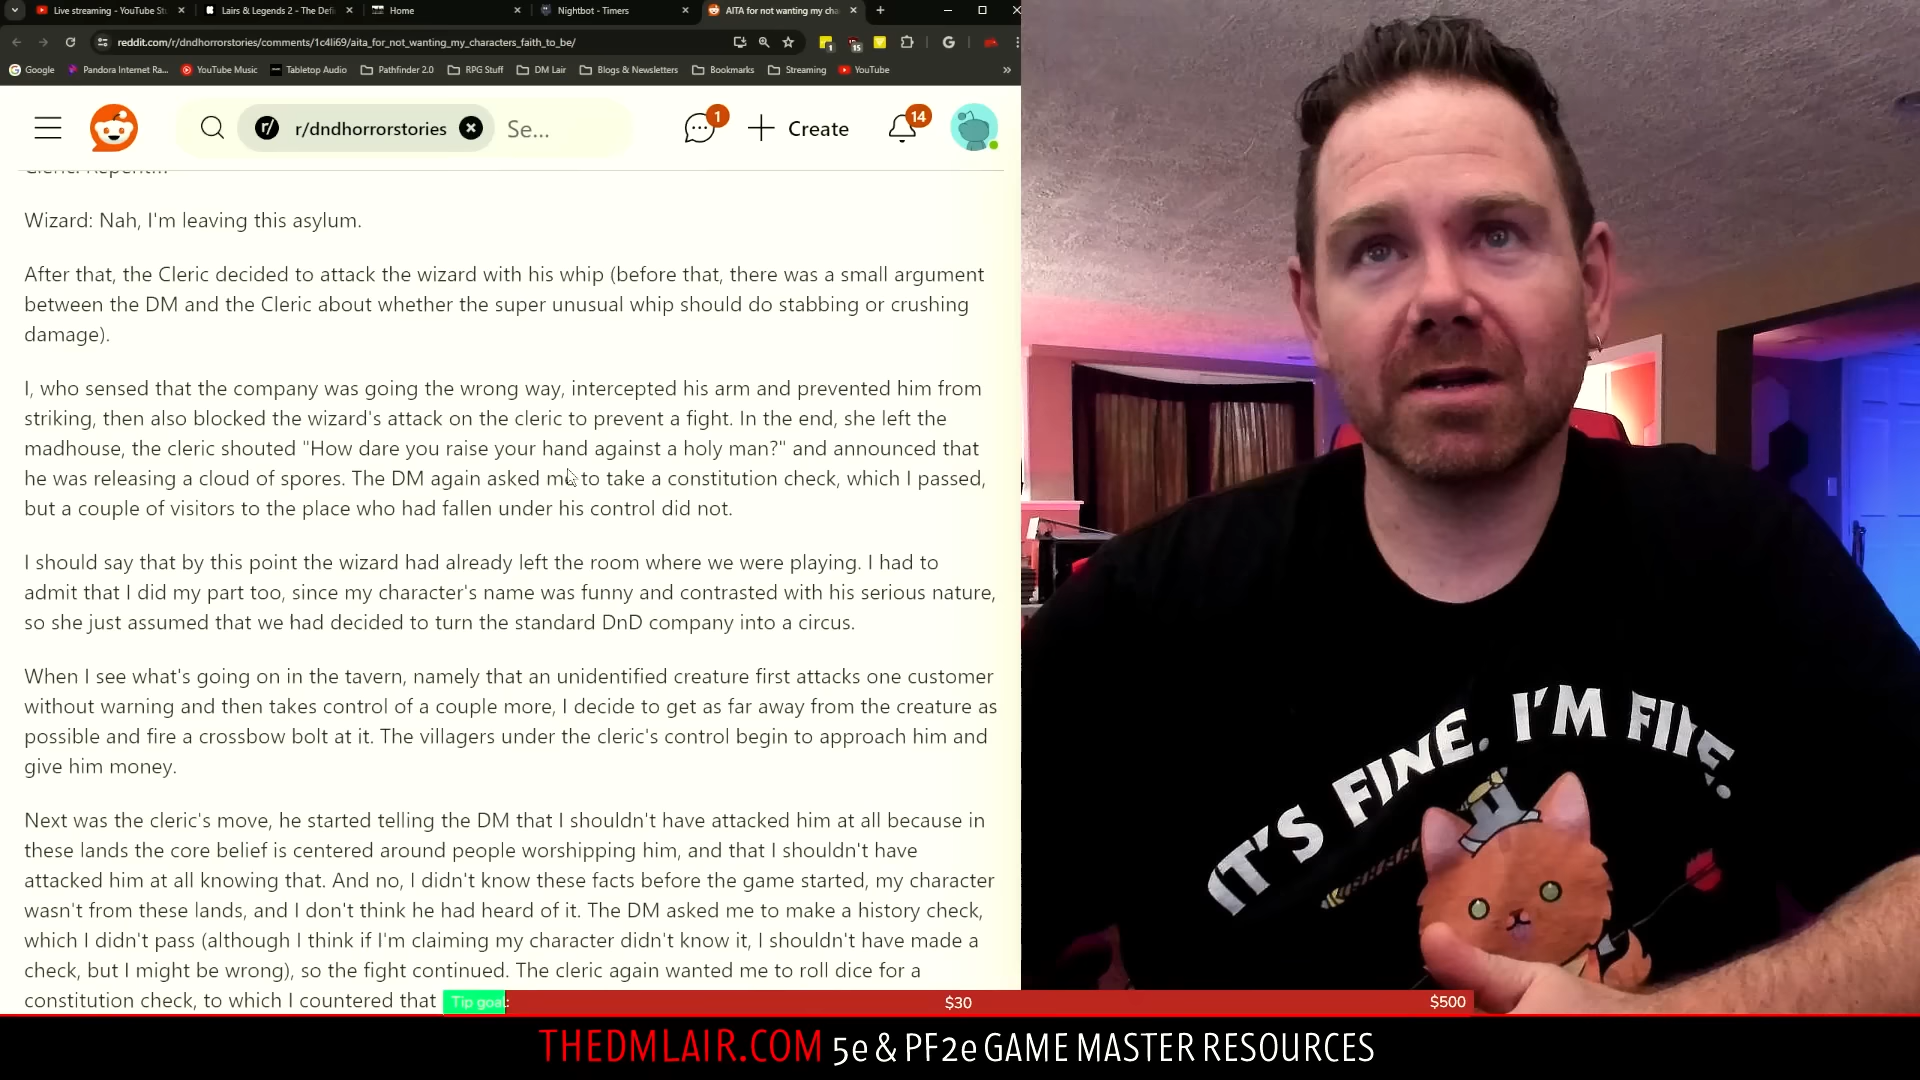 Live streaming - YouTube St
Lairs & Legends 2 - The Defi
Home
Nightbot - Timers
AITA for not wanting my cha
reddit.com/r/dndhorrorstories/comments/1c4li69/aita_for_not_wanting_my_characters_faith_to_be/
1
15
Google
Pandora Internet Ra...
YouTube Music
Tabletop Audio
Pathfinder 2.0
RPG Stuff
DM Lair
Blogs & Newsletters
Bookmarks
Streaming
YouTube
r/dndhorrorstories
Se...
1
Create
14
Cleric: Repent...
Wizard: Nah, I'm leaving this asylum.
After that, the Cleric decided to attack the wizard with his whip (before that, there was a small argument
between the DM and the Cleric about whether the super unusual whip should do stabbing or crushing
damage).
I, who sensed that the company was going the wrong way, intercepted his arm and prevented him from
striking, then also blocked the wizard's attack on the cleric to prevent a fight. In the end, she left the
madhouse, the cleric shouted "How dare you raise your hand against a holy man?" and announced that
he was releasing a cloud of spores. The DM again asked me to take a constitution check, which I passed,
but a couple of visitors to the place who had fallen under his control did not.
I should say that by this point the wizard had already left the room where we were playing. I had to
admit that I did my part too, since my character's name was funny and contrasted with his serious nature,
so she just assumed that we had decided to turn the standard DnD company into a circus.
When I see what's going on in the tavern, namely that an unidentified creature first attacks one customer
without warning and then takes control of a couple more, I decide to get as far away from the creature as
possible and fire a crossbow bolt at it. The villagers under the cleric's control begin to approach him and
give him money.
Next was the cleric's move, he started telling the DM that I shouldn't have attacked him at all because in
these lands the core belief is centered around people worshipping him, and that I shouldn't have
attacked him at all knowing that. And no, I didn't know these facts before the game started, my character
wasn't from these lands, and I don't think he had heard of it. The DM asked me to make a history check,
which I didn't pass (although I think if I'm claiming my character didn't know it, I shouldn't have made a
check, but I might be wrong), so the fight continued. The cleric again wanted me to roll dice for a
constitution check, to which I countered that
Tip goal:
$30
$500
IT'S FINE. I'M FINE.
THEDMLAIR.COM 5e & PF2e GAME MASTER RESOURCES